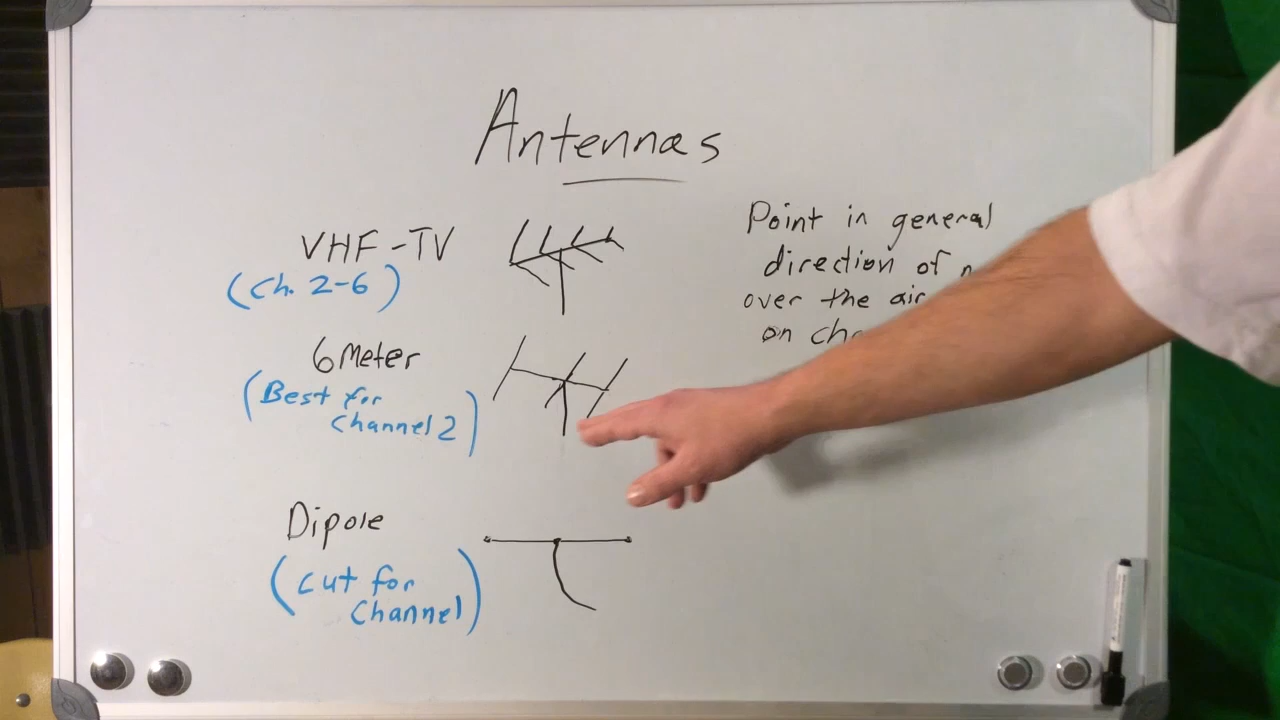 Antennas
VHF-TV
(Ch. 2-6)
6 Meter
(Best for
Channel 2)
Dipole
(cut for
Channel)
Point in general
direction of
over the air
on